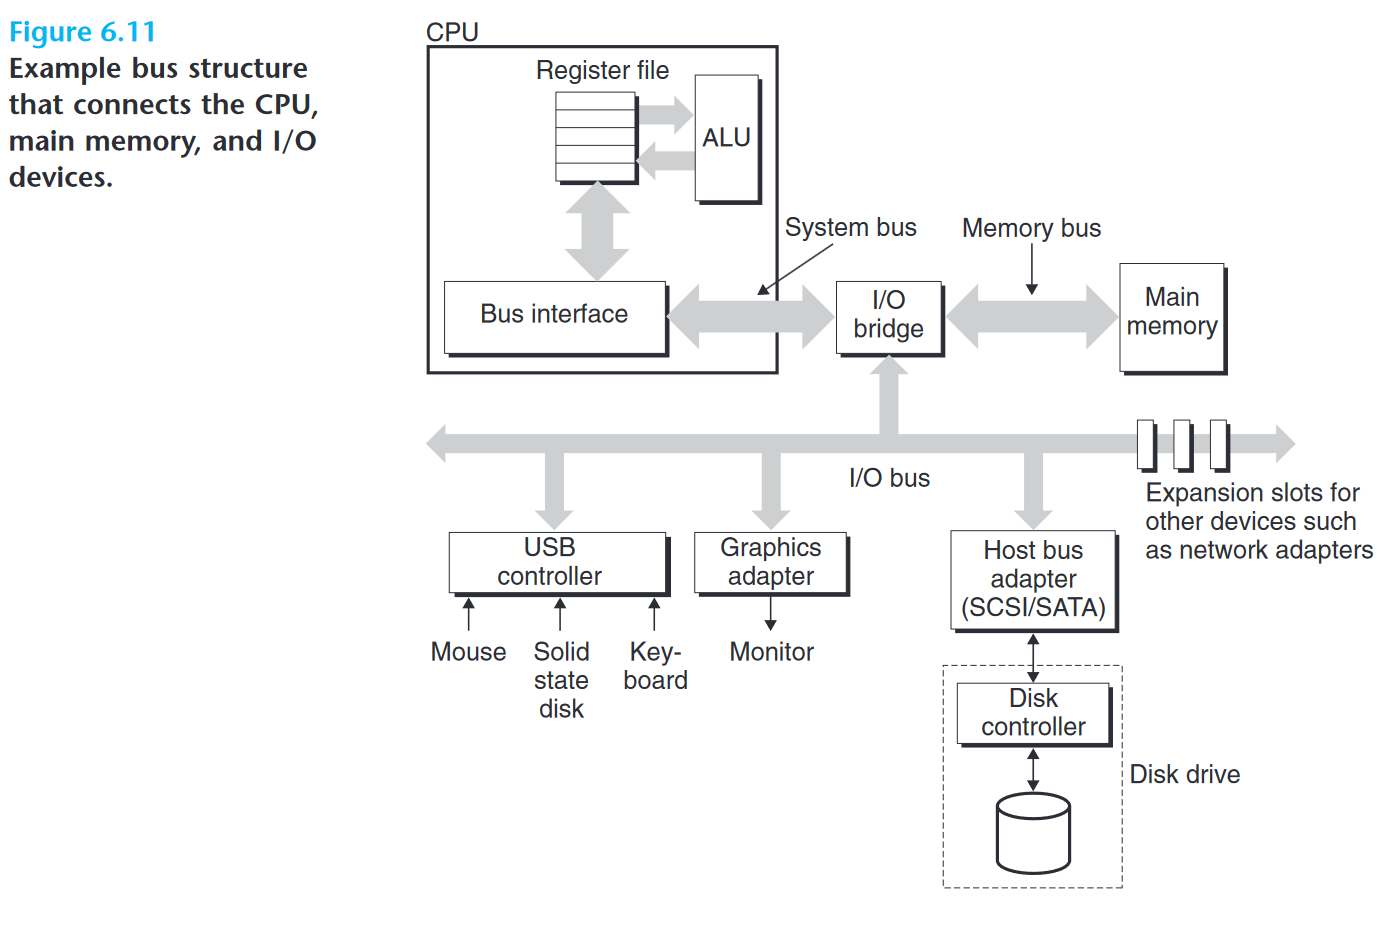 Figure 6.11
Example bus structure
that connects the CPU,
main memory, and I/O
devices.
CPU
Register file
ALU
System bus
Memory bus
Bus interface
I/O
bridge
Main
memory
I/O bus
Expansion slots for
other devices such
as network adapters
USB
controller
Graphics
adapter
Host bus
adapter
(SCSI/SATA)
Mouse
Solid
state
disk
Key-
board
Monitor
Disk
controller
Disk drive